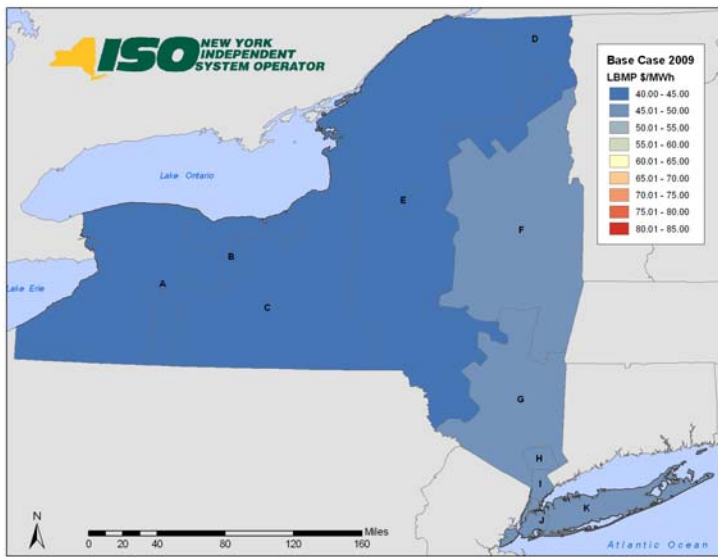 ISO NEW YORK
INDEPENDENT
SYSTEM OPERATOR
D
Base Case 2009
LBMP $/MWh
40.00 - 45.00
45.01 - 50.00
50.01 - 55.00
55.01 - 60.00
60.01 - 65.00
65.01 - 70.00
70.01 - 75.00
75.01 - 80.00
80.01 - 85.00
Lake Ontario
E
F
B
A
Lake Erie
C
G
H
I
K
J
N
Miles
0 10 20 40 80 120 160
Atlantic Ocean